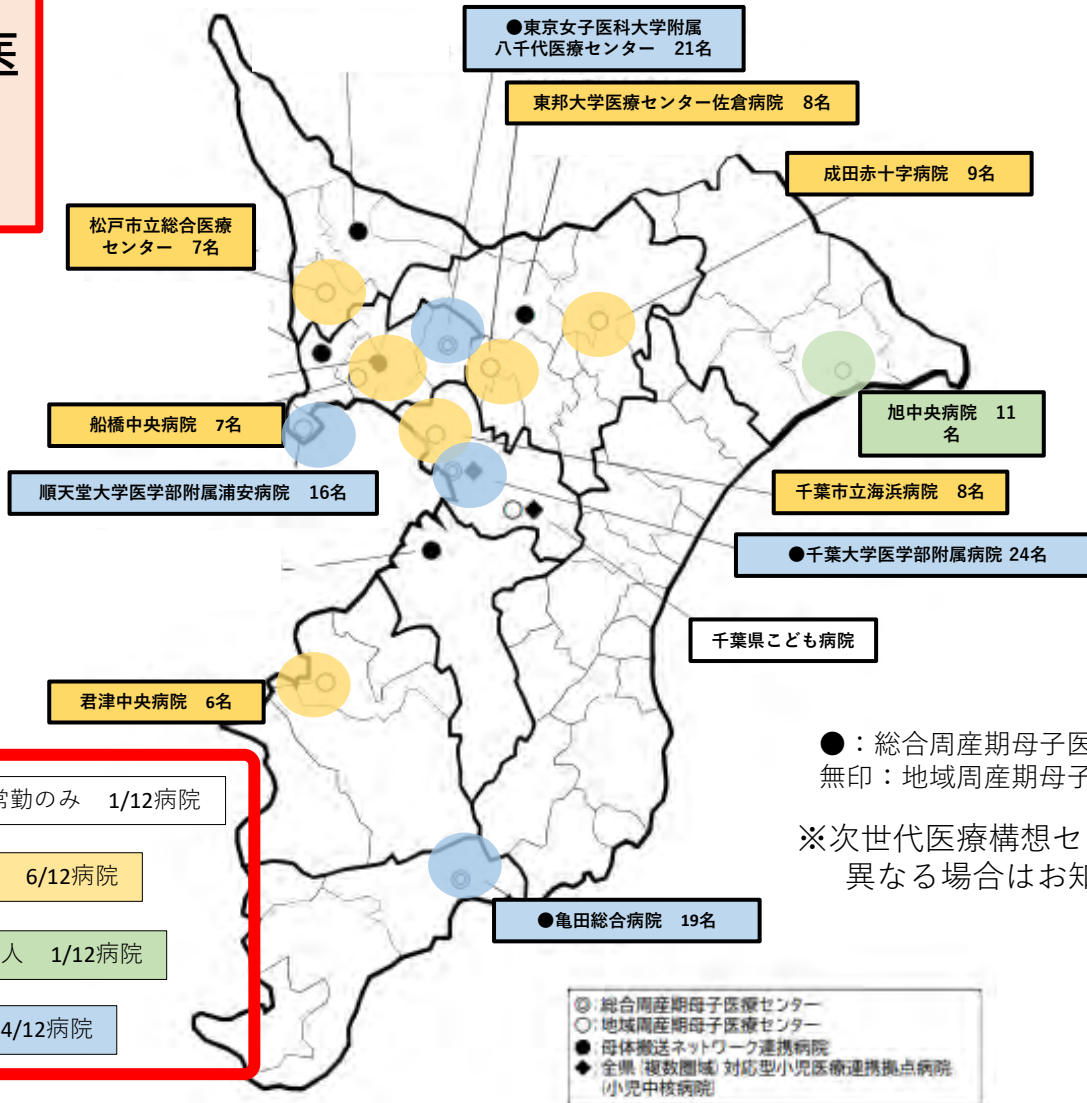 医
●東京女子医科大学附属
八千代医療センター 21名
東邦大学医療センター佐倉病院 8名
成田赤十字病院 9名
松戸市立総合医療
センター 7名
船橋中央病院 7名
旭中央病院 11
名
順天堂大学医学部附属浦安病院 16名
千葉市立海浜病院 8名
●千葉大学医学部附属病院 24名
千葉県こども病院
君津中央病院 6名
●：総合周産期母子医
無印：地域周産期母子
常勤のみ 1/12病院
※次世代医療構想セ
異なる場合はお知
6/12病院
●亀田総合病院 19名
人 1/12病院
4/12病院
◎:総合周産期母子医療センター
○:地域周産期母子医療センター
●:母体搬送ネットワーク連携病院
◆:全県(複数圏域)対応型小児医療連携拠点病院
(小児中核病院)